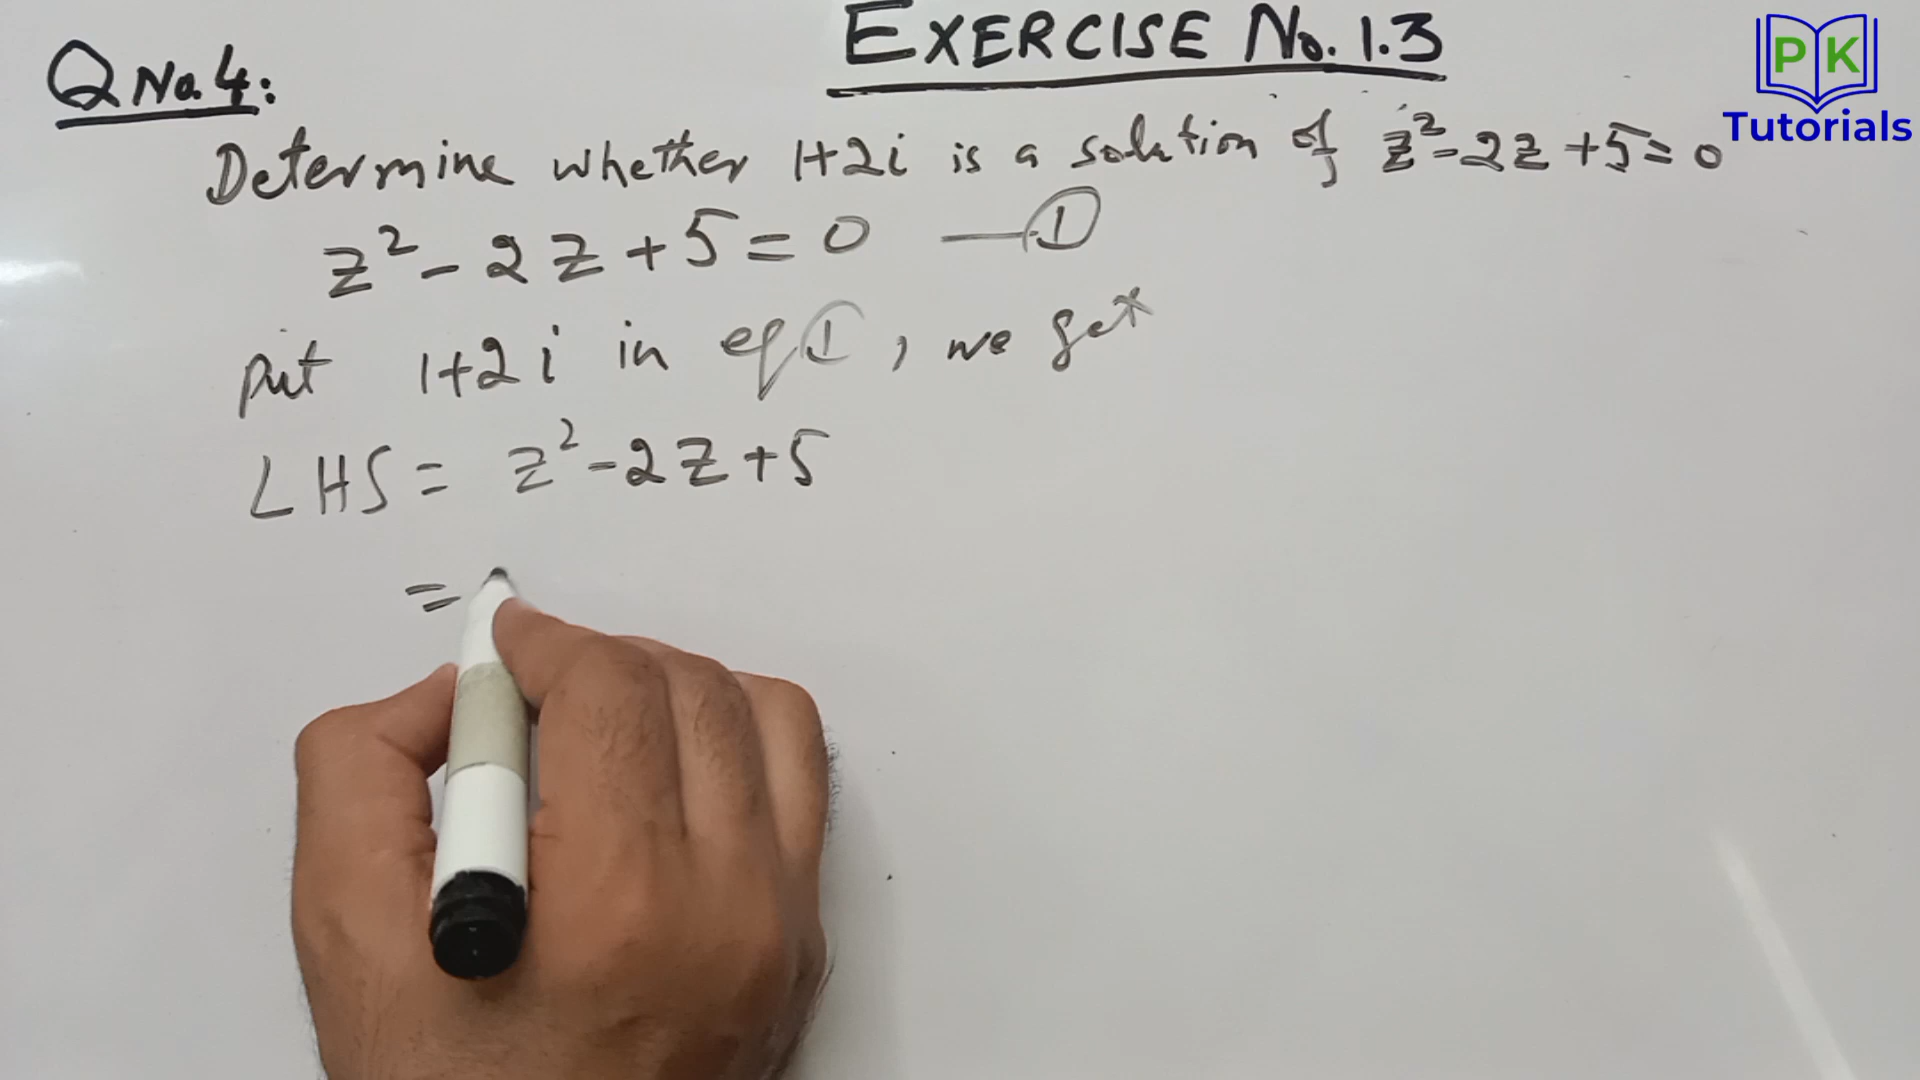 EXERCISE No. 1.3
PK
Tutorials
Q No. 4:
Determine whether 1+2i is a solution of z²-2z+5=0
z²-2z+5=0 —①
put 1+2i in eq①, we get
LHS = z²-2z+5
=